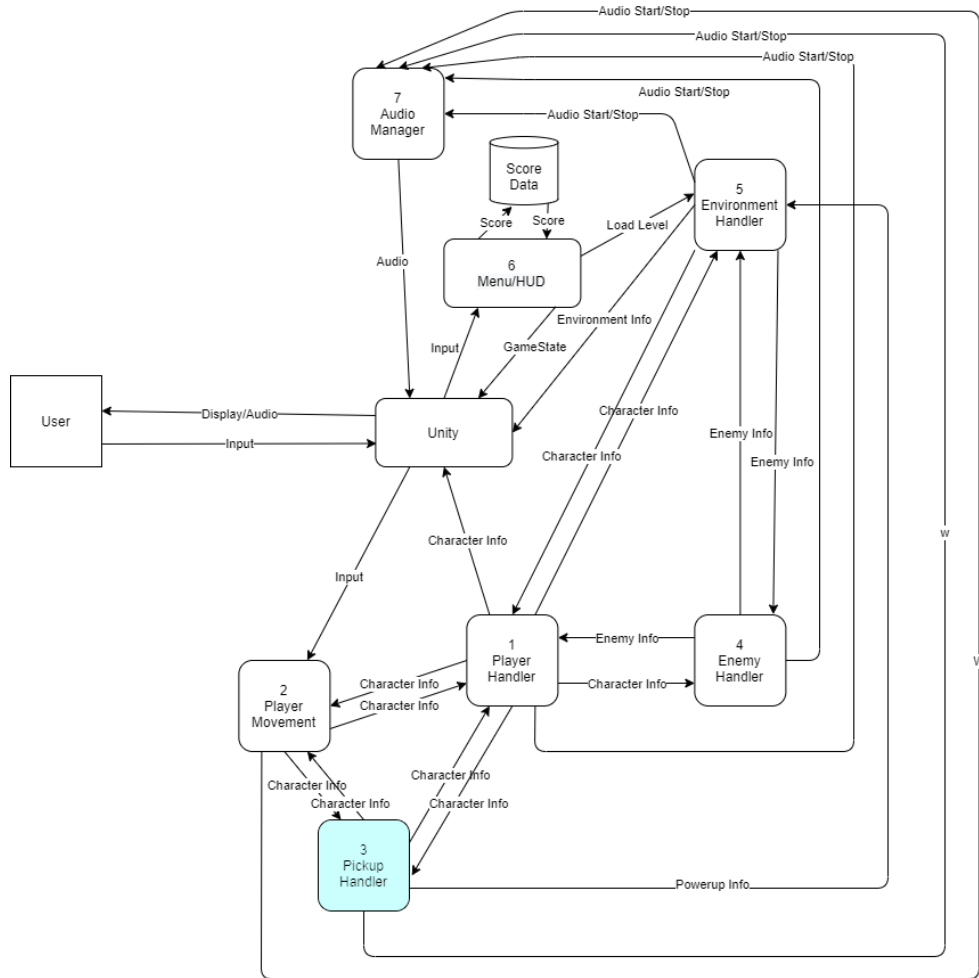 Audio Start/Stop
Audio Start/Stop
Audio Start/Stop
Audio Start/Stop
Audio Start/Stop
7
Audio
Manager
Score
Data
5
Environment
Handler
Score
Score
Load Level
6
Menu/HUD
Audio
Environment Info
Input
GameState
User
Display/Audio
Input
Unity
Character Info
Character Info
Enemy Info
Enemy Info
Character Info
w
Input
1
Player
Handler
Enemy Info
4
Enemy
Handler
Character Info
2
Player
Movement
Character Info
Character Info
Character Info
Character Info
Character Info
Character Info
3
Pickup
Handler
Powerup Info